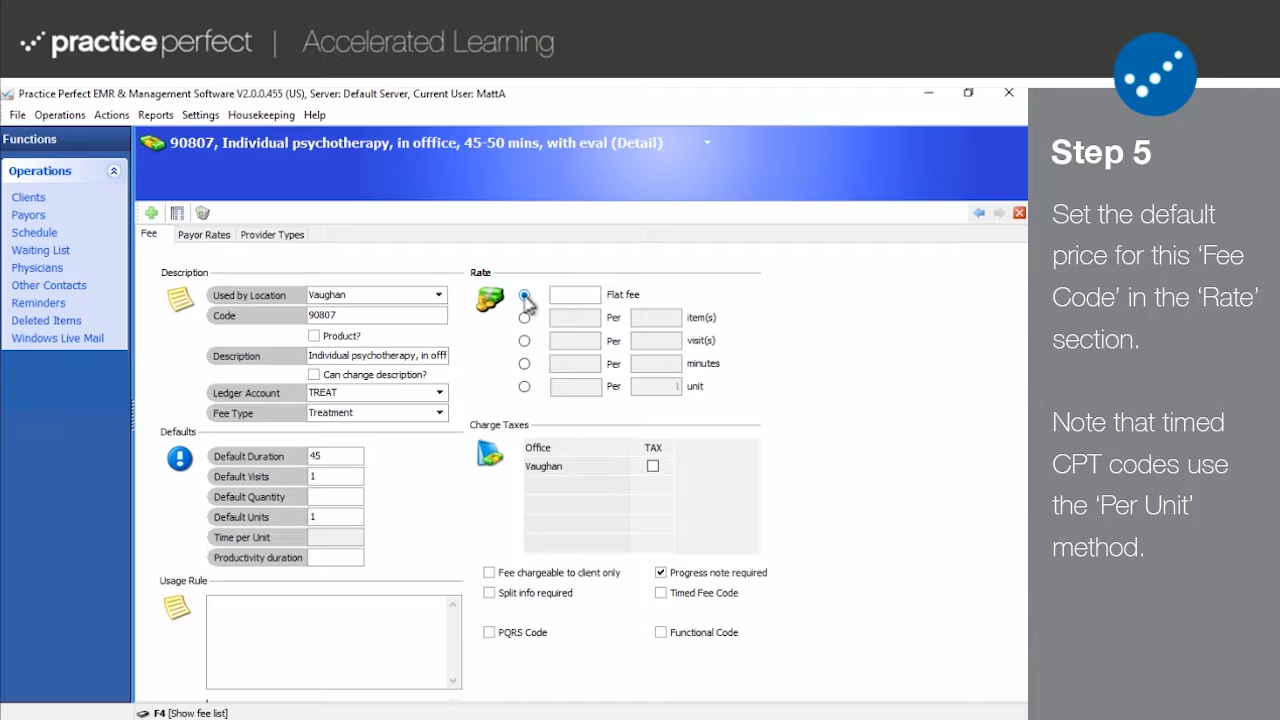 practiceperfect | Accelerated Learning
Practice Perfect EMR & Management Software V2.0.0.455 (US), Server: Default Server, Current User: MattA
File Operations Actions Reports Settings Housekeeping Help
Functions
Operations
Clients
Payors
Schedule
Waiting List
Physicians
Other Contacts
Reminders
Deleted Items
Windows Live Mail
90807, Individual psychotherapy, in offfice, 45-50 mins, with eval (Detail)
Fee Payor Rates Provider Types
Description
Used by Location Vaughan
Code 90807
Product?
Description Individual psychotherapy, in offf
Can change description?
Ledger Account TREAT
Fee Type Treatment
Defaults
Default Duration 45
Default Visits 1
Default Quantity
Default Units 1
Time per Unit
Productivity duration
Usage Rule
Rate
Flat fee
Per item(s)
Per visit(s)
Per minutes
Per 1 unit
Charge Taxes
Office TAX
Vaughan
Fee chargeable to client only Progress note required
Split info required Timed Fee Code
PQRS Code Functional Code
F4 [Show fee list]
Step 5
Set the default
price for this ‘Fee
Code’ in the ‘Rate’
section.
Note that timed
CPT codes use
the ‘Per Unit’
method.